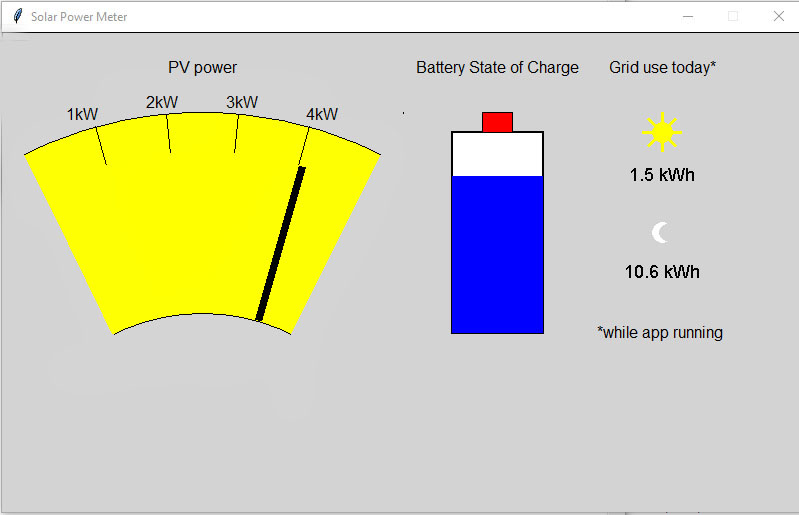 Solar Power Meter
PV power
Battery State of Charge
Grid use today*
1kW
2kW
3kW
4kW
1.5 kWh
10.6 kWh
*while app running